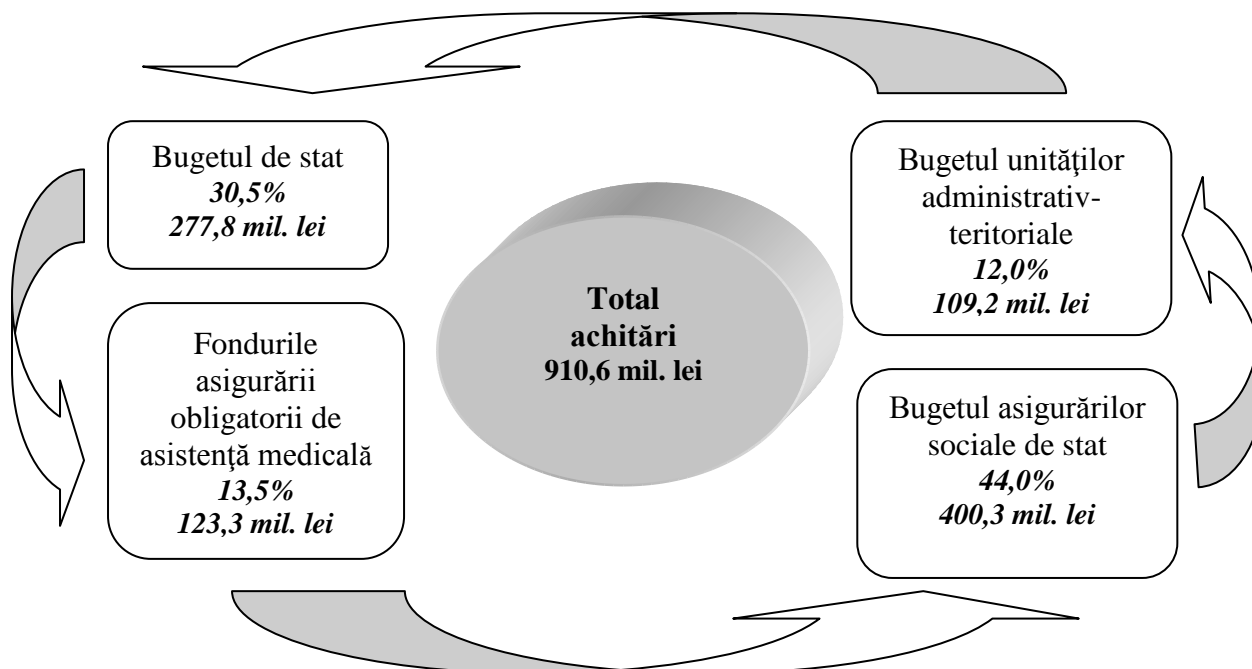 Bugetul de stat
30,5%
277,8 mil. lei
Fondurile
asigurării
obligatorii de
asistenţă medicală
13,5%
123,3 mil. lei
Total
achitări
910,6 mil. lei
Bugetul unităţilor
administrativ-
teritoriale
12,0%
109,2 mil. lei
Bugetul asigurărilor
sociale de stat
44,0%
400,3 mil. lei